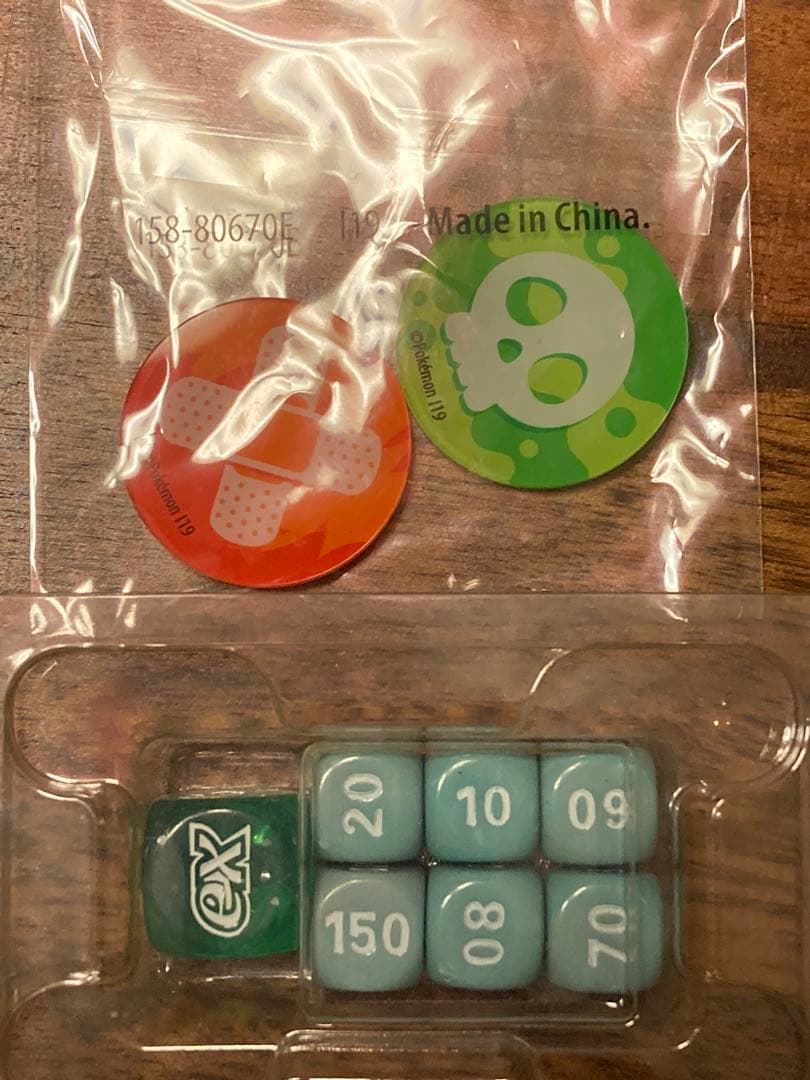 158-80670E I19 Made in China.
©Pokémon I19
©Pokémon I19
20 10 60
ex
150 80 70